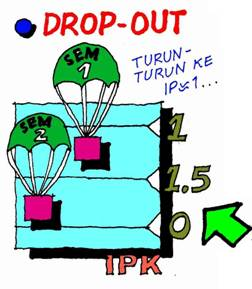 DROP-OUT
TURUN-
TURUN KE
IP≤1...
SEM
1
SEM
2
1
1.5
0
IPK